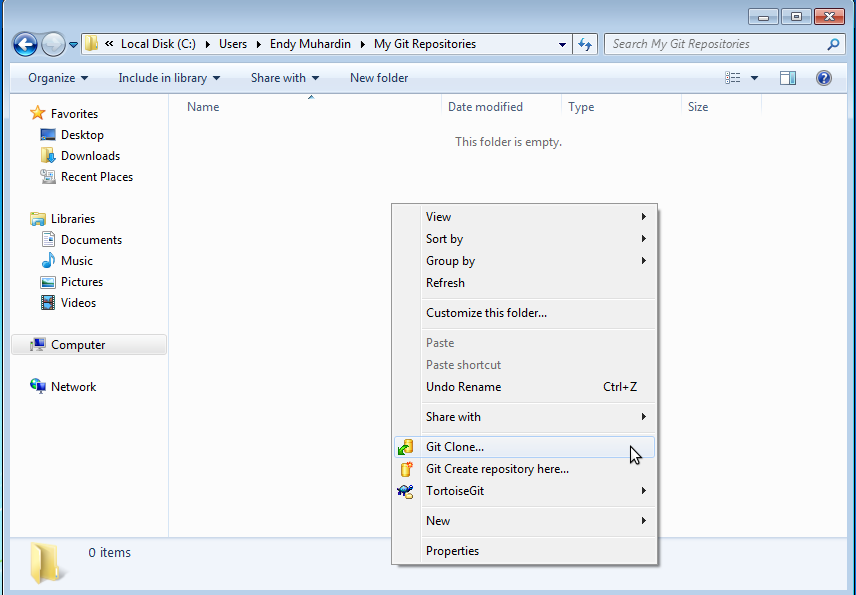 « Local Disk (C:) Users Endy Muhardin My Git Repositories Search My Git Repositories
Organize Include in library Share with New folder
Favorites
Desktop
Downloads
Recent Places
Libraries
Documents
Music
Pictures
Videos
Computer
Network
Name Date modified Type Size
This folder is empty.
View
Sort by
Group by
Refresh
Customize this folder...
Paste
Paste shortcut
Undo Rename Ctrl+Z
Share with
Git Clone...
Git Create repository here...
TortoiseGit
New
Properties
0 items